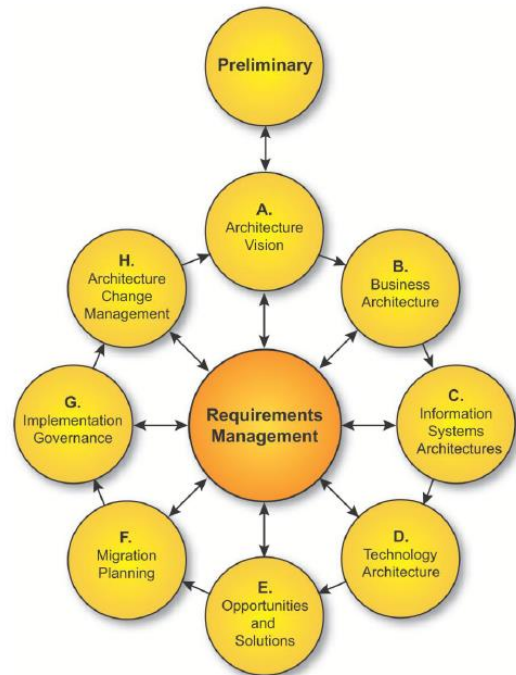 Preliminary
A.
Architecture
Vision
B.
Business
Architecture
C.
Information
Systems
Architectures
D.
Technology
Architecture
E.
Opportunities
and
Solutions
F.
Migration
Planning
G.
Implementation
Governance
H.
Architecture
Change
Management
Requirements
Management